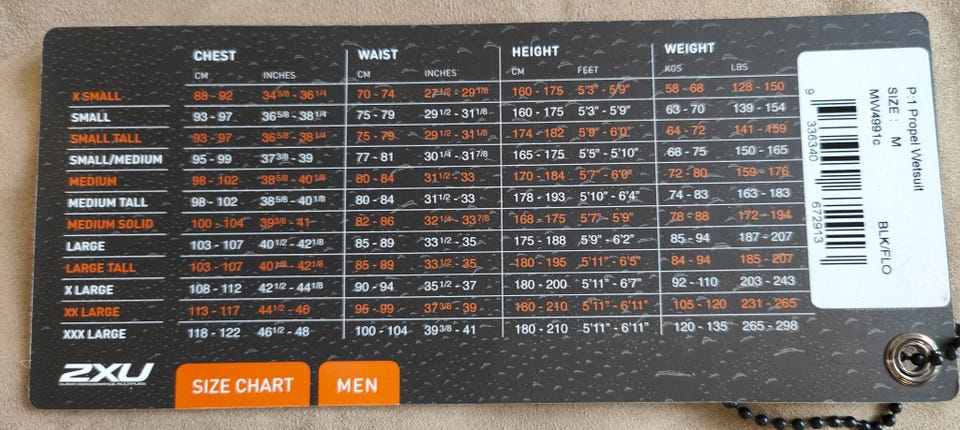 CHEST WAIST HEIGHT WEIGHT
CM INCHES CM INCHES CM FEET KGS LBS
X SMALL 88 - 92 34 5/8 - 36 1/4 70 - 74 27 1/2 - 29 1/8 160 - 175 5'3" - 5'9" 58 - 68 128 - 150
SMALL 93 - 97 36 5/8 - 38 1/4 75 - 79 29 1/2 - 31 1/8 160 - 175 5'3" - 5'9" 63 - 70 139 - 154
SMALL TALL 93 - 97 36 5/8 - 38 1/4 75 - 79 29 1/2 - 31 1/8 174 - 182 5'9" - 6'0" 64 - 72 141 - 159
SMALL/MEDIUM 95 - 99 37 3/8 - 39 77 - 81 30 1/4 - 31 7/8 165 - 175 5'5" - 5'10" 68 - 75 150 - 165
MEDIUM 98 - 102 38 5/8 - 40 1/8 80 - 84 31 1/2 - 33 170 - 184 5'7" - 6'0" 72 - 80 159 - 176
MEDIUM TALL 98 - 102 38 5/8 - 40 1/8 80 - 84 31 1/2 - 33 178 - 193 5'10" - 6'4" 74 - 83 163 - 183
MEDIUM SOLID 100 - 104 39 3/8 - 41 82 - 86 32 1/4 - 33 7/8 168 - 175 5'7" - 5'9" 78 - 88 172 - 194
LARGE 103 - 107 40 1/2 - 42 1/8 85 - 89 33 1/2 - 35 175 - 188 5'9" - 6'2" 85 - 94 187 - 207
LARGE TALL 103 - 107 40 1/2 - 42 1/8 85 - 89 33 1/2 - 35 180 - 195 5'11" - 6'5" 84 - 94 185 - 207
X LARGE 108 - 112 42 1/2 - 44 1/8 90 - 94 35 1/2 - 37 180 - 200 5'11" - 6'7" 92 - 110 203 - 243
XX LARGE 113 - 117 44 1/2 - 46 96 - 99 37 3/8 - 39 180 - 210 5'11" - 6'11" 105 - 120 231 - 265
XXX LARGE 118 - 122 46 1/2 - 48 100 - 104 39 3/8 - 41 180 - 210 5'11" - 6'11" 120 - 135 265 - 298
2XU
HUMAN PERFORMANCE MULTIPLIED
SIZE CHART MEN
P:1 Propel Wetsuit
MW4991c BLK/FLO
SIZE : M
9 336340 672913